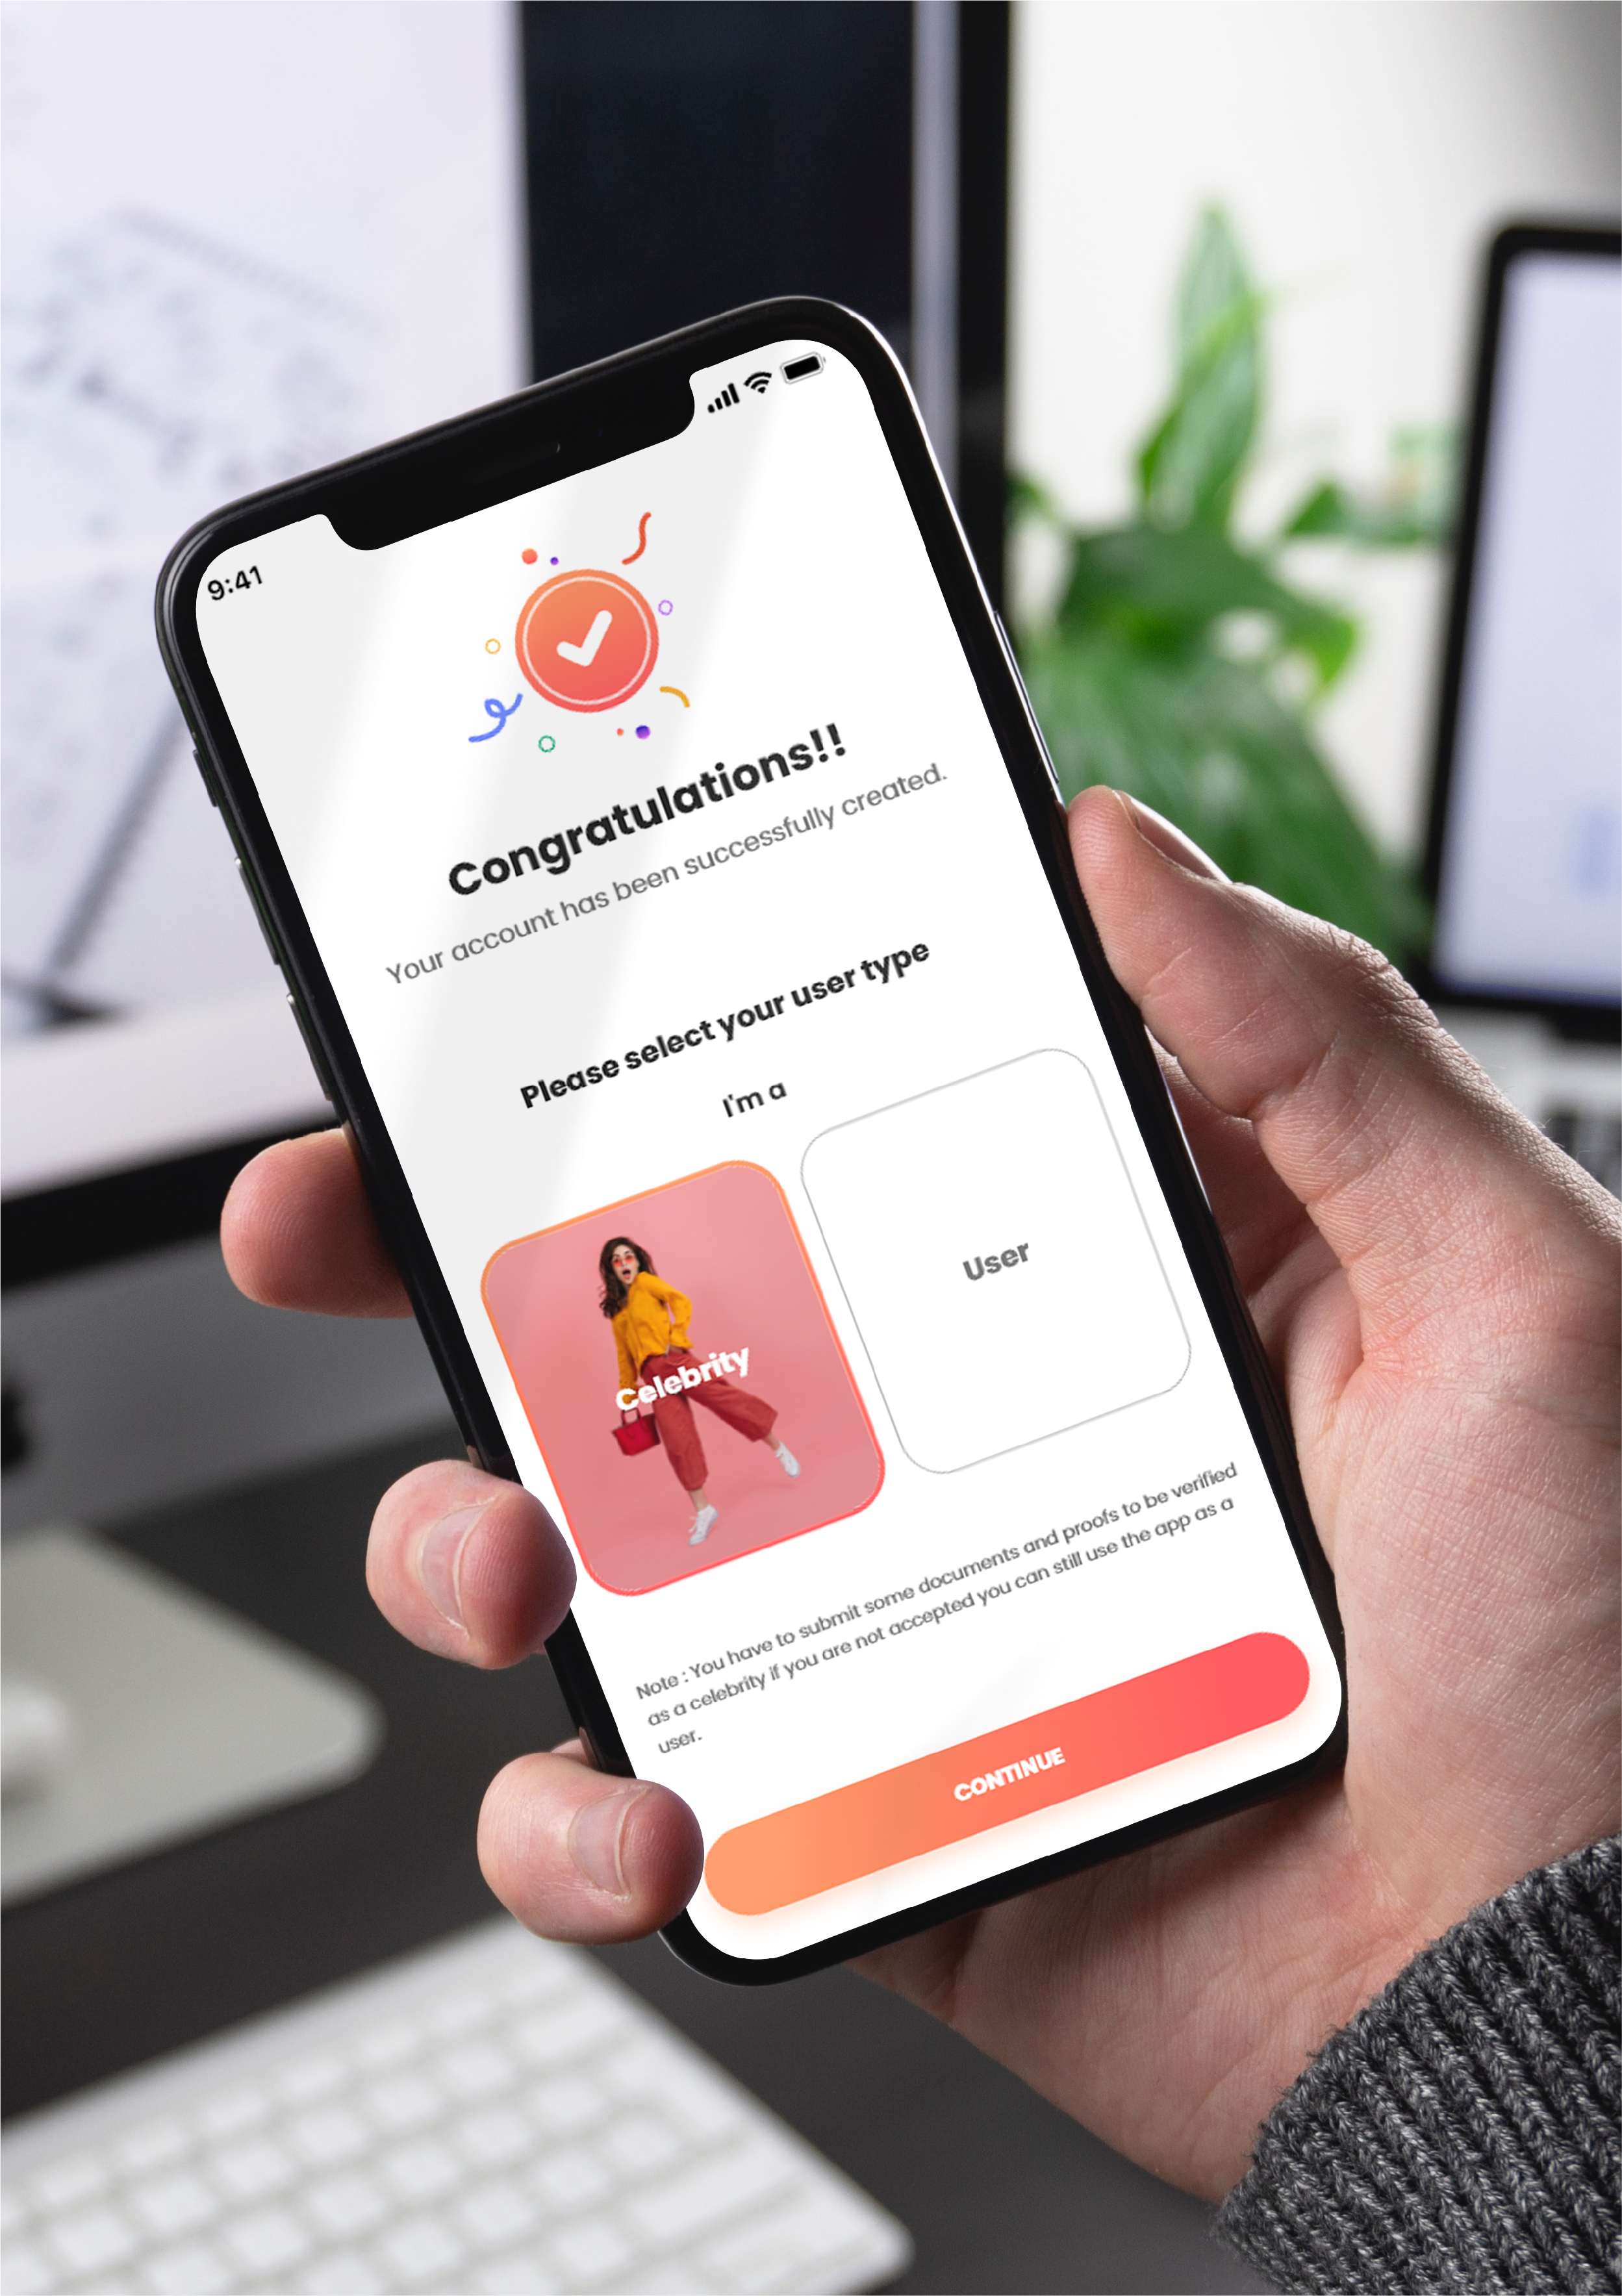 9:41
Congratulations!!
Your account has been successfully created.
Please select your user type
I'm a
Celebrity
User
Note : You have to submit some documents and proofs to be verified
as a celebrity if you are not accepted you can still use the app as a
user.
CONTINUE